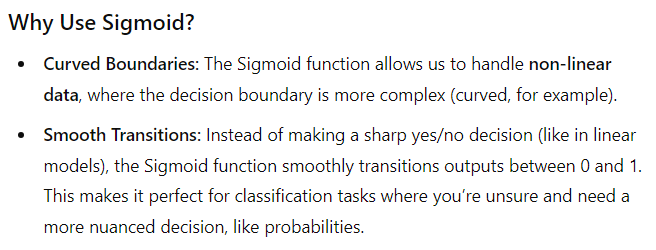 Why Use Sigmoid?
• Curved Boundaries: The Sigmoid function allows us to handle non-linear
data, where the decision boundary is more complex (curved, for example).
• Smooth Transitions: Instead of making a sharp yes/no decision (like in linear
models), the Sigmoid function smoothly transitions outputs between 0 and 1.
This makes it perfect for classification tasks where you’re unsure and need a
more nuanced decision, like probabilities.